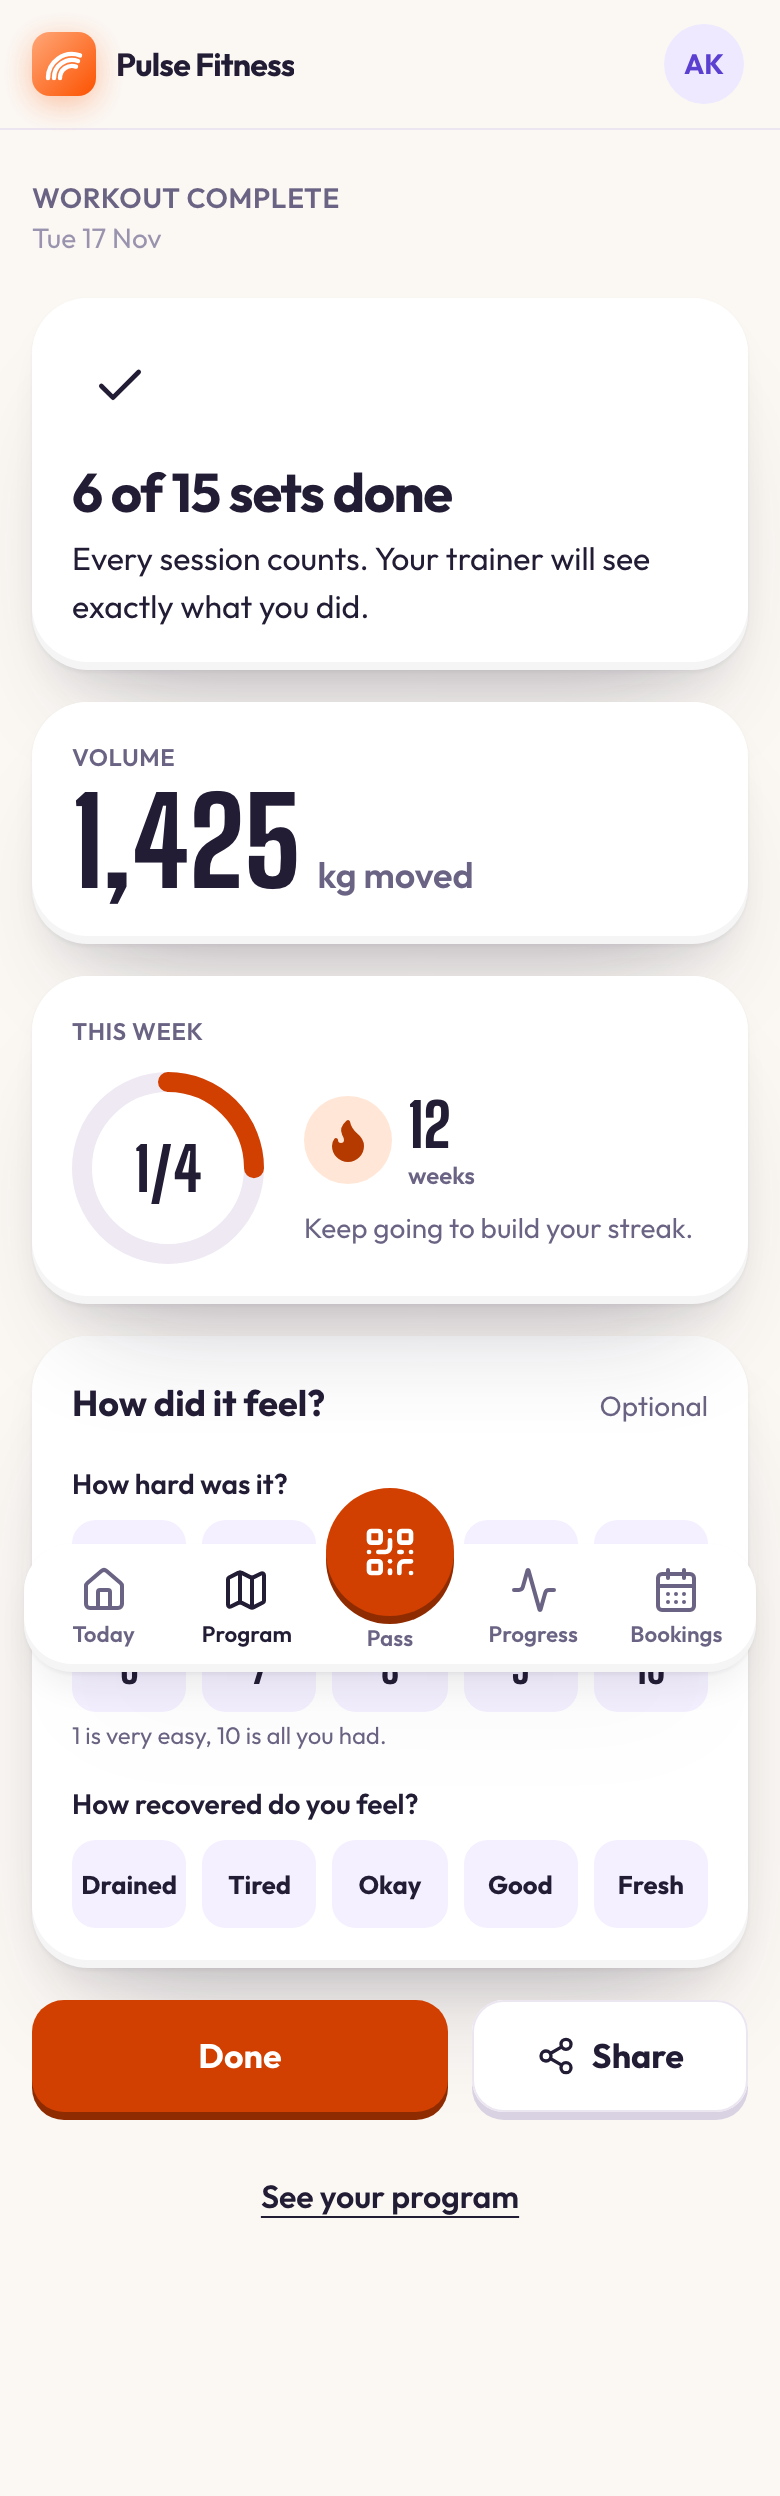 Pulse Fitness
AK
WORKOUT COMPLETE
Tue 17 Nov
6 of 15 sets done
Every session counts. Your trainer will see
exactly what you did.
VOLUME
1,425 kg moved
THIS WEEK
1/4
12
weeks
Keep going to build your streak.
How did it feel?
Optional
How hard was it?
Today
Program
Pass
Progress
Bookings
1 is very easy, 10 is all you had.
How recovered do you feel?
Drained
Tired
Okay
Good
Fresh
Done
Share
See your program